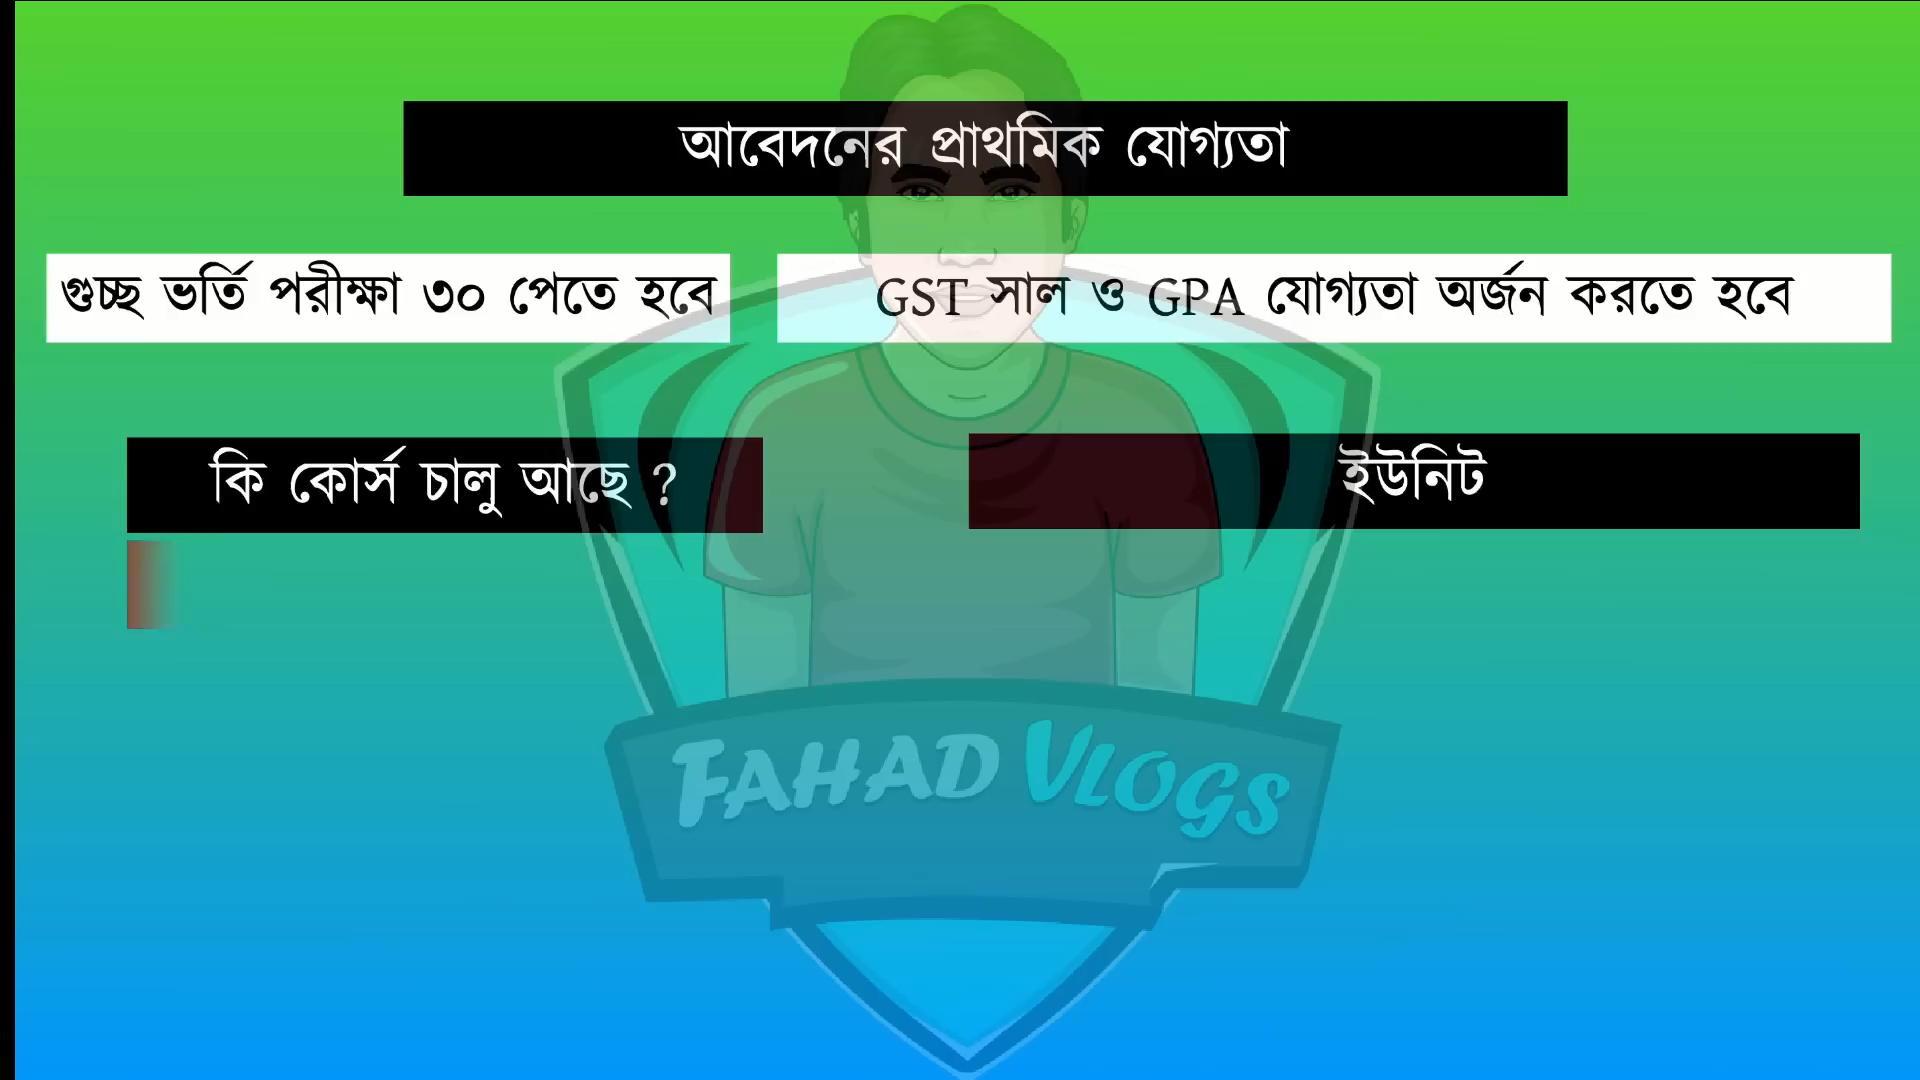 আবেদনের প্রাথমিক যোগ্যতা
গুচ্ছ ভর্তি পরীক্ষা ৩০ পেতে হবে
GST সাল ও GPA যোগ্যতা অর্জন করতে হবে
কি কোর্স চালু আছে ?
ইউনিট
FAHAD VLOGS